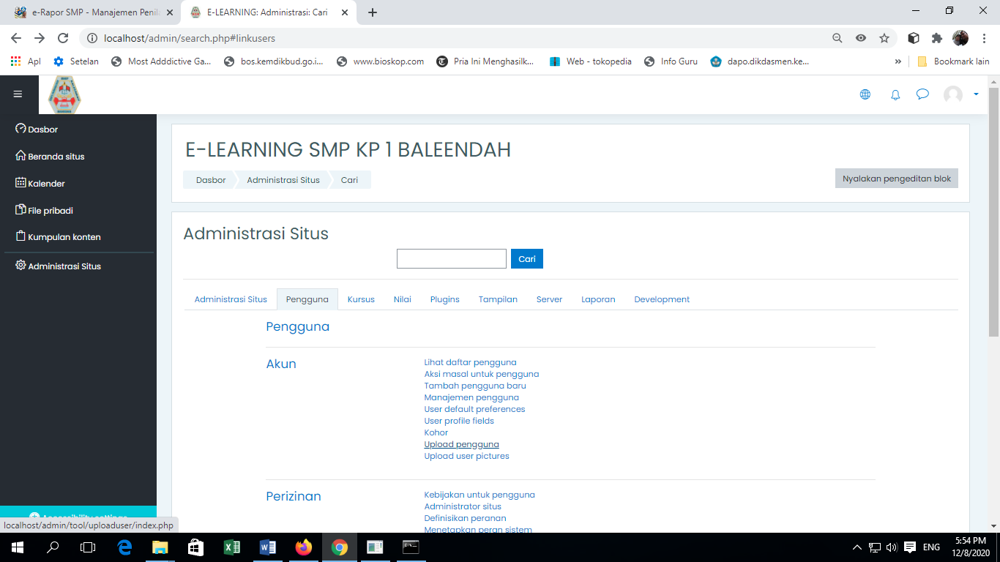 e-Rapor SMP - Manajemen Penil
E-LEARNING: Administrasi: Cari
localhost/admin/search.php#linkusers
Apl Setelan Most Adddictive Ga... bos.kemdikbud.go.i... www.bioskop.com Pria Ini Menghasilk... Web - tokopedia Info Guru dapo.dikdasmen.ke... » Bookmark lain
Dasbor
Beranda situs
Kalender
File pribadi
Kumpulan konten
Administrasi Situs
E-LEARNING SMP KP 1 BALEENDAH
Dasbor Administrasi Situs Cari
Nyalakan pengeditan blok
Administrasi Situs
Cari
Administrasi Situs Pengguna Kursus Nilai Plugins Tampilan Server Laporan Development
Pengguna
Akun
Lihat daftar pengguna
Aksi masal untuk pengguna
Tambah pengguna baru
Manajemen pengguna
User default preferences
User profile fields
Kohor
Upload pengguna
Upload user pictures
Perizinan
Kebijakan untuk pengguna
Administrator situs
Definisikan peranan
Menetapkan peran sistem
Accessibility settings
localhost/admin/tool/uploaduser/index.php
ENG
5:54 PM
12/8/2020